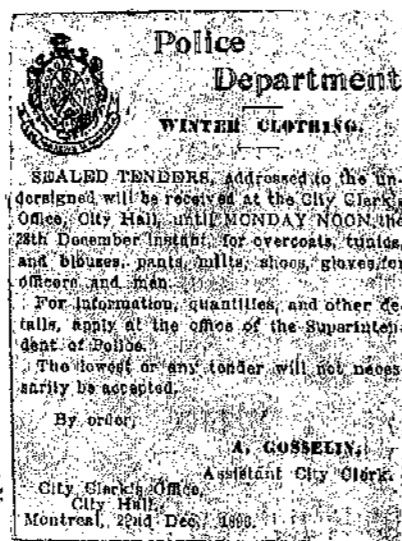 Police
Department
WINTER CLOTHING.
SEALED TENDERS, addressed to the un-
dersigned will be received at the City Clerk's
Office, City Hall, until MONDAY NOON the
28th December instant, for overcoats, tunics,
and blouses, pants, mitts, shoes, gloves for
officers and men.
For information, quantities, and other de-
tails, apply at the office of the Superinten-
dent of Police.
The lowest or any tender will not neces-
sarily be accepted.
By order,
A. GOSSELIN,
Assistant City Clerk.
City Clerk's Office,
City Hall,
Montreal, 22nd Dec.,